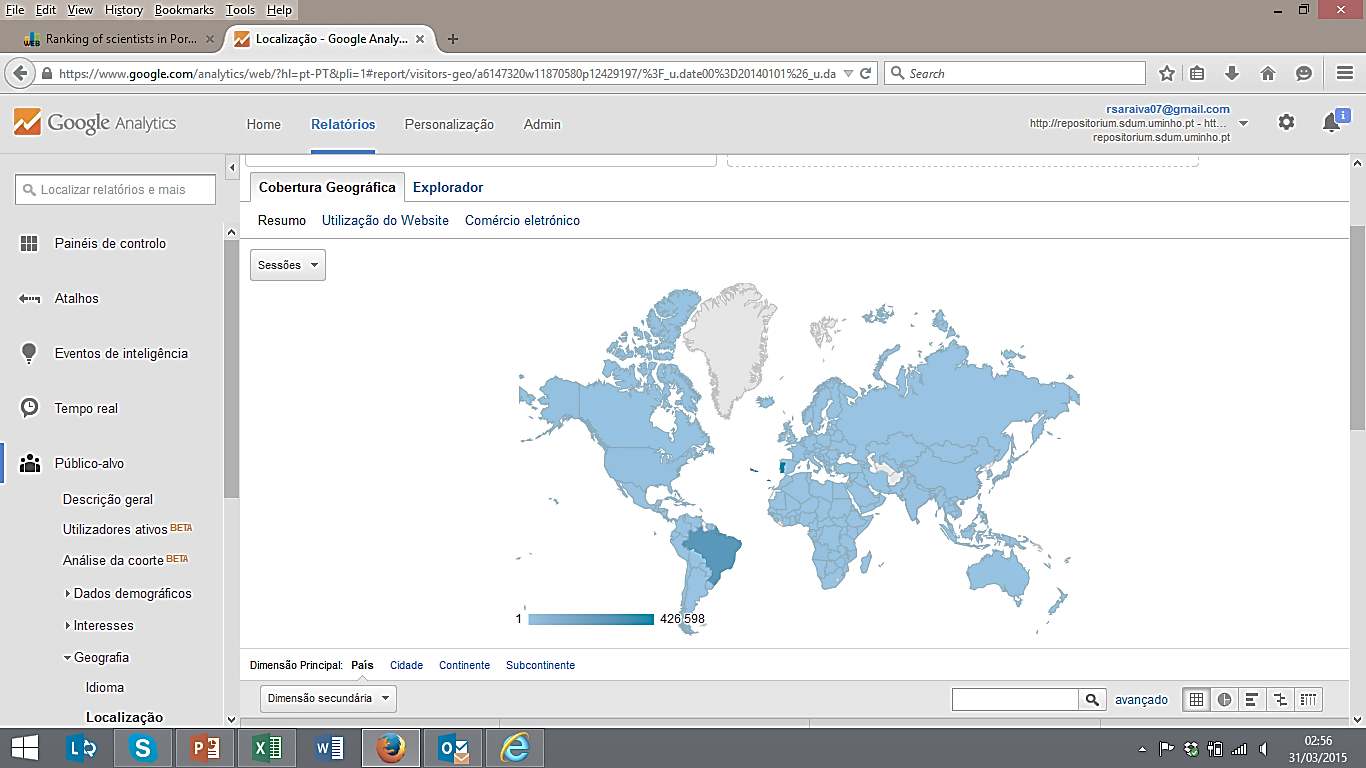 File Edit View History Bookmarks Tools Help
Ranking of scientists in Por... × Localização - Google Analy... × +
https://www.google.com/analytics/web/?hl=pt-PT&pli=1#report/visitors-geo/a6147320w11870580p12429197/%3F_u.date00%3D20140101%26_u.da Search
Google Analytics Home Relatórios Personalização Admin
rsaraiva07@gmail.com
http://repositorium.sdum.uminho.pt - htt...
repositorium.sdum.uminho.pt
Localizar relatórios e mais
Painéis de controlo
Atalhos
Eventos de inteligência
Tempo real
Público-alvo
Descrição geral
Utilizadores ativos BETA
Análise da coorte BETA
Dados demográficos
Interesses
Geografia
Idioma
Localização
Cobertura Geográfica Explorador
Resumo Utilização do Website Comércio eletrónico
Sessões
1 426 598
Dimensão Principal: País Cidade Continente Subcontinente
Dimensão secundária avançado
02:56
31/03/2015